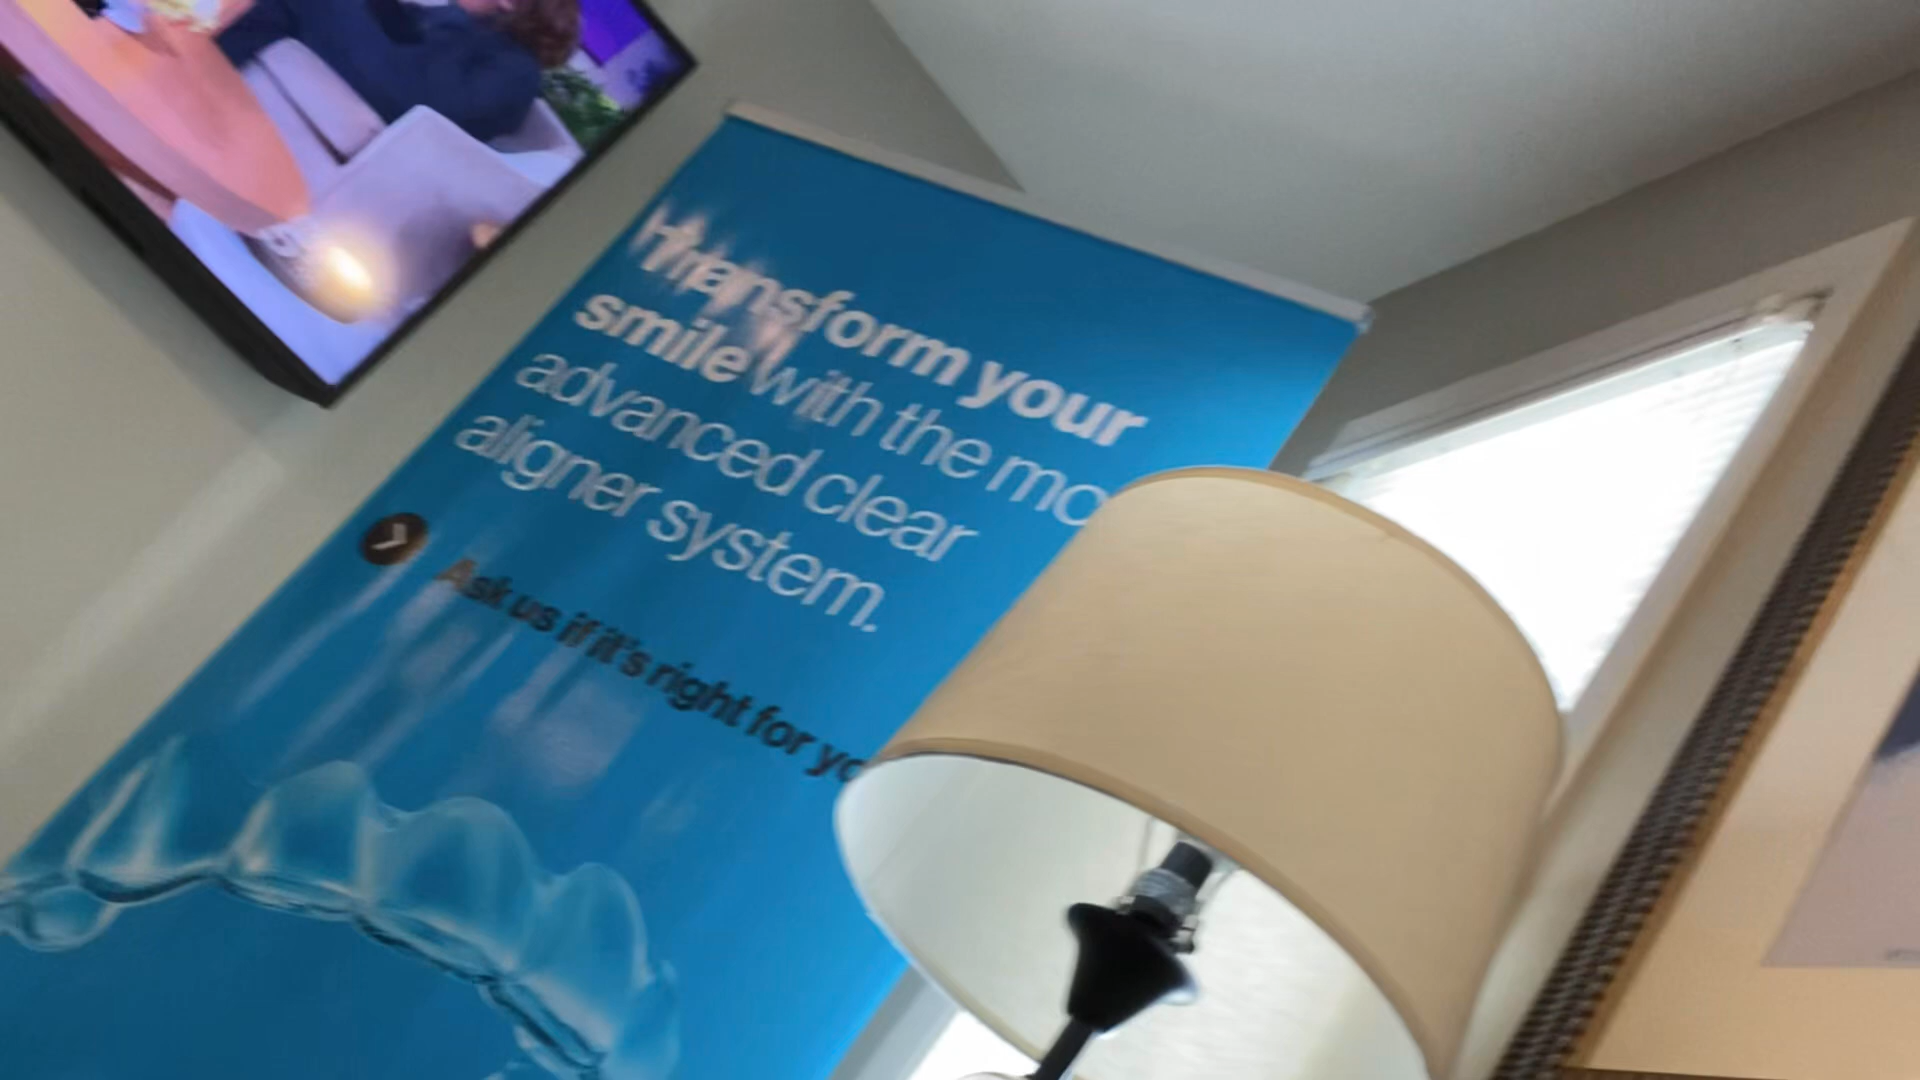 Transform your
smile with the mo
advanced clear
aligner system.
Ask us if it's right for yo